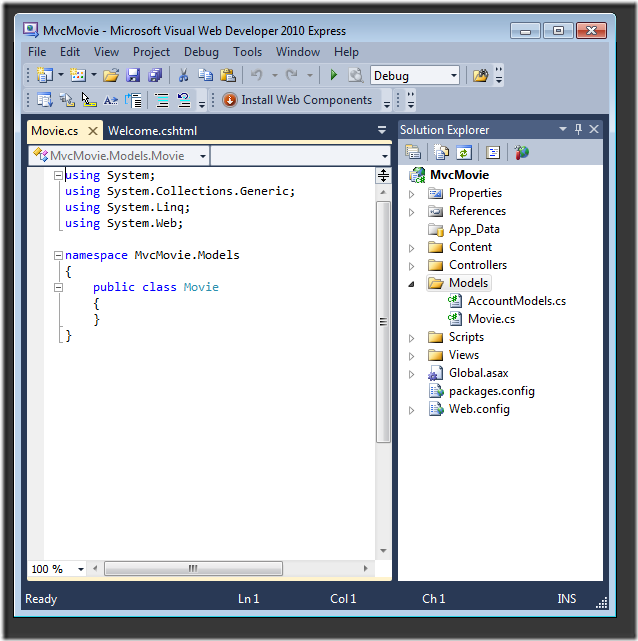 MvcMovie - Microsoft Visual Web Developer 2010 Express
File Edit View Project Debug Tools Window Help
Debug
Install Web Components
Movie.cs Welcome.cshtml
MvcMovie.Models.Movie
using System;
using System.Collections.Generic;
using System.Linq;
using System.Web;
namespace MvcMovie.Models
{
public class Movie
{
}
}
100 %
Solution Explorer
MvcMovie
Properties
References
App_Data
Content
Controllers
Models
AccountModels.cs
Movie.cs
Scripts
Views
Global.asax
packages.config
Web.config
Ready Ln 1 Col 1 Ch 1 INS